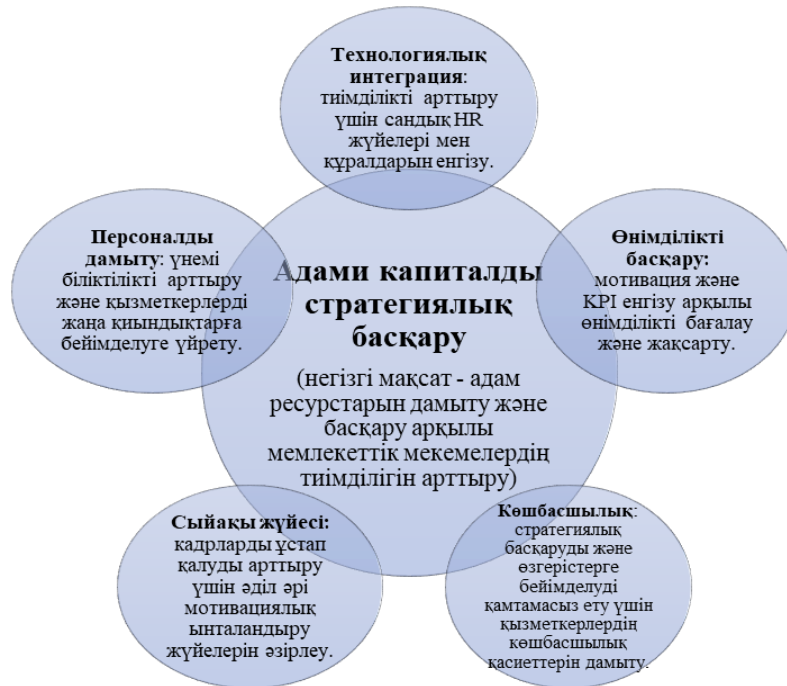 Технологиялық
интеграция:
тиімділікті арттыру
үшін сандық HR
жүйелері мен
құралдарын енгізу.
Персоналды
дамыту: үнемі
біліктілікті арттыру
және қызметкерлерді
жаңа қиындықтарға
бейімделуге үйрету.
Өнімділікті
басқару:
мотивация және
KPI енгізу арқылы
өнімділікті бағалау
және жақсарту.
Адами капиталды
стратегиялық
басқару
(негізгі мақсат - адам
ресурстарын дамыту және
басқару арқылы
мемлекеттік мекемелердің
тиімділігін арттыру)
Сыйақы жүйесі:
кадрларды ұстап
қалуды арттыру
үшін әділ әрі
мотивациялық
ынталандыру
жүйелерін әзірлеу.
Көшбасшылық:
стратегиялық
басқаруды және
өзгерістерге
бейімделуді
қамтамасыз ету үшін
қызметкерлердің
көшбасшылық
қасиеттерін дамыту.